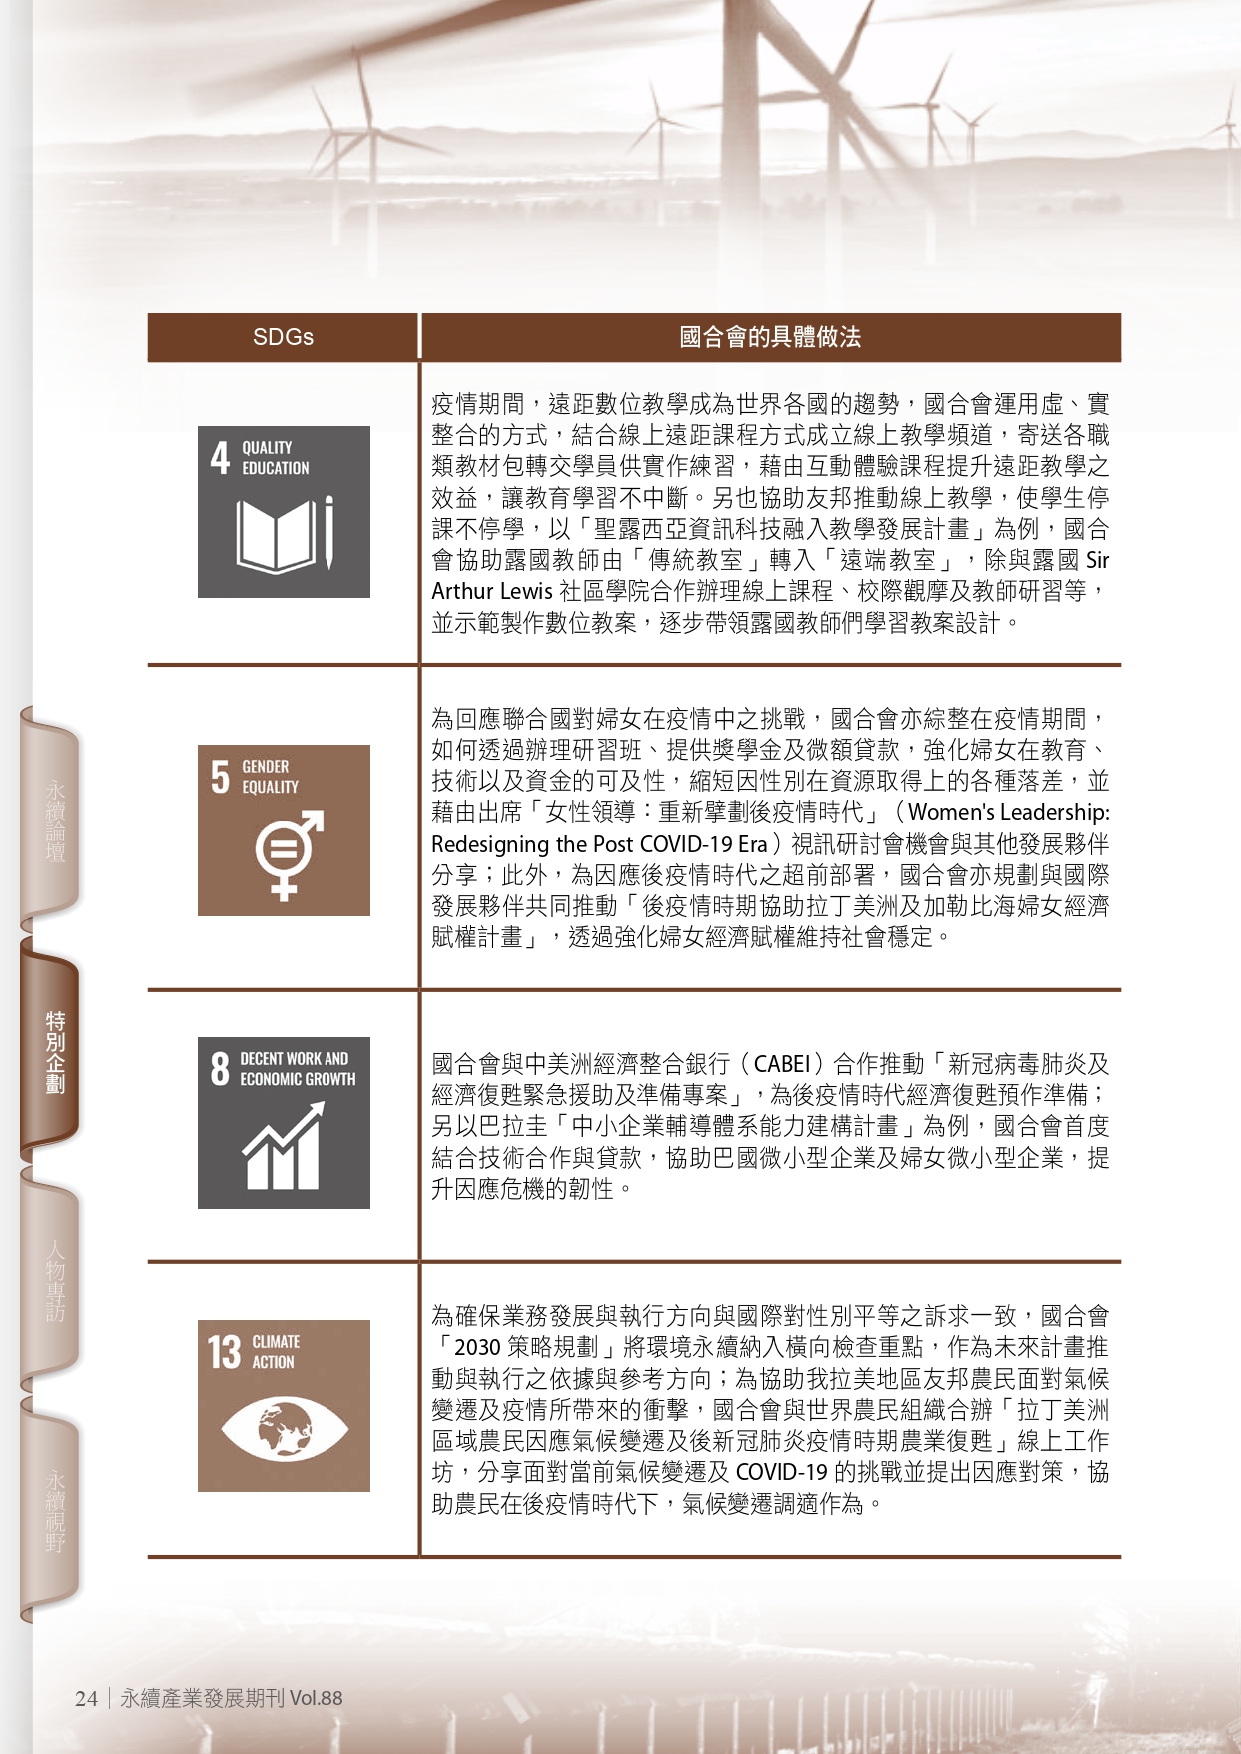 SDGs
國合會的具體做法
4 QUALITY
EDUCATION
疫情期間，遠距數位教學成為世界各國的趨勢，國合會運用虛、實
整合的方式，結合線上遠距課程方式成立線上教學頻道，寄送各職
類教材包轉交學員供實作練習，藉由互動體驗課程提升遠距教學之
效益，讓教育學習不中斷。另也協助友邦推動線上教學，使學生停
課不停學，以「聖露西亞資訊科技融入教學發展計畫」為例，國合
會協助露國教師由「傳統教室」轉入「遠端教室」，除與露國 Sir
Arthur Lewis 社區學院合作辦理線上課程、校際觀摩及教師研習等，
並示範製作數位教案，逐步帶領露國教師們學習教案設計。
5 GENDER
EQUALITY
為回應聯合國對婦女在疫情中之挑戰，國合會亦綜整在疫情期間，
如何透過辦理研習班、提供獎學金及微額貸款，強化婦女在教育、
技術以及資金的可及性，縮短因性別在資源取得上的各種落差，並
藉由出席「女性領導：重新擘劃後疫情時代」（Women's Leadership:
Redesigning the Post COVID-19 Era）視訊研討會機會與其他發展夥伴
分享；此外，為因應後疫情時代之超前部署，國合會亦規劃與國際
發展夥伴共同推動「後疫情時期協助拉丁美洲及加勒比海婦女經濟
賦權計畫」，透過強化婦女經濟賦權維持社會穩定。
8 DECENT WORK AND
ECONOMIC GROWTH
國合會與中美洲經濟整合銀行（CABEI）合作推動「新冠病毒肺炎及
經濟復甦緊急援助及準備專案」，為後疫情時代經濟復甦預作準備；
另以巴拉圭「中小企業輔導體系能力建構計畫」為例，國合會首度
結合技術合作與貸款，協助巴國微小型企業及婦女微小型企業，提
升因應危機的韌性。
13 CLIMATE
ACTION
為確保業務發展與執行方向與國際對性別平等之訴求一致，國合會
「2030 策略規劃」將環境永續納入橫向檢查重點，作為未來計畫推
動與執行之依據與參考方向；為協助我拉美地區友邦農民面對氣候
變遷及疫情所帶來的衝擊，國合會與世界農民組織合辦「拉丁美洲
區域農民因應氣候變遷及後新冠肺炎疫情時期農業復甦」線上工作
坊，分享面對當前氣候變遷及 COVID-19 的挑戰並提出因應對策，協
助農民在後疫情時代下，氣候變遷調適作為。
永續論壇
特別企劃
人物專訪
永續視野
24｜永續產業發展期刊 Vol.88